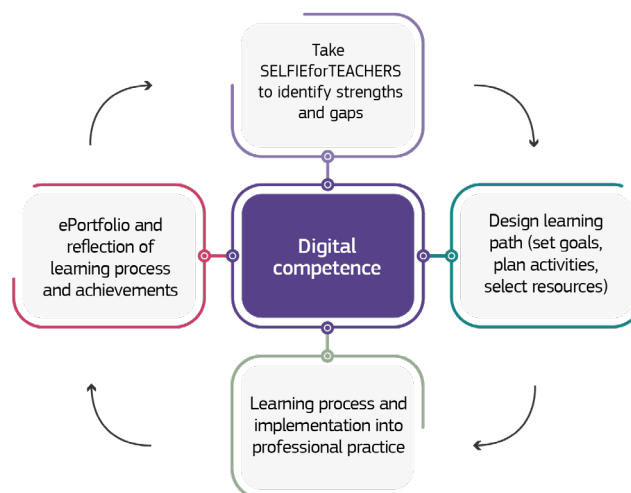 Take
SELFIEforTEACHERS
to identify strengths
and gaps
ePortfolio and
reflection of
learning process
and achievements
Digital
competence
Design learning
path (set goals,
plan activities,
select resources)
Learning process and
implementation into
professional practice